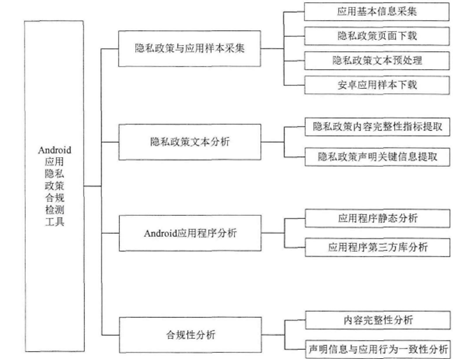 Android
应用
隐私
政策
合规
检测
工具
隐私政策与应用样本采集
应用基本信息采集
隐私政策页面下载
隐私政策文本预处理
安卓应用样本下载
隐私政策文本分析
隐私政策内容完整性指标提取
隐私政策声明关键信息提取
Android应用程序分析
应用程序静态分析
应用程序第三方库分析
合规性分析
内容完整性分析
声明信息与应用行为一致性分析